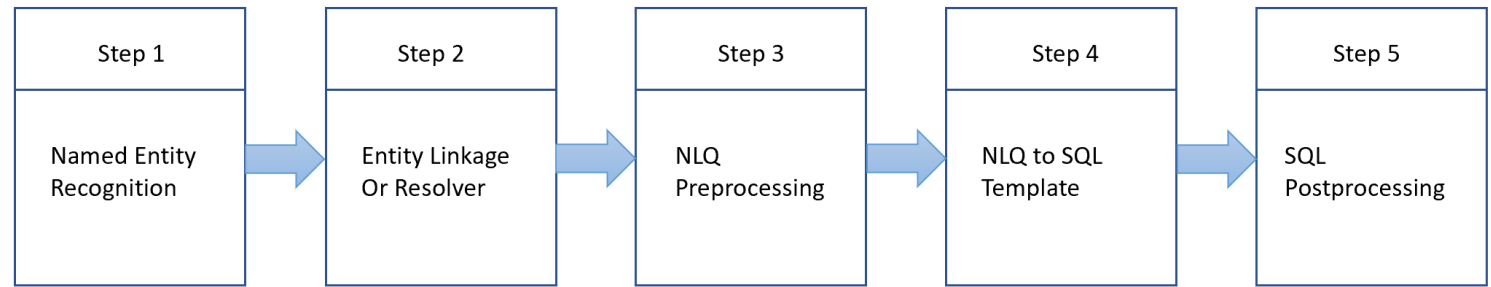 Step 1
Named Entity
Recognition
Step 2
Entity Linkage
Or Resolver
Step 3
NLQ
Preprocessing
Step 4
NLQ to SQL
Template
Step 5
SQL
Postprocessing